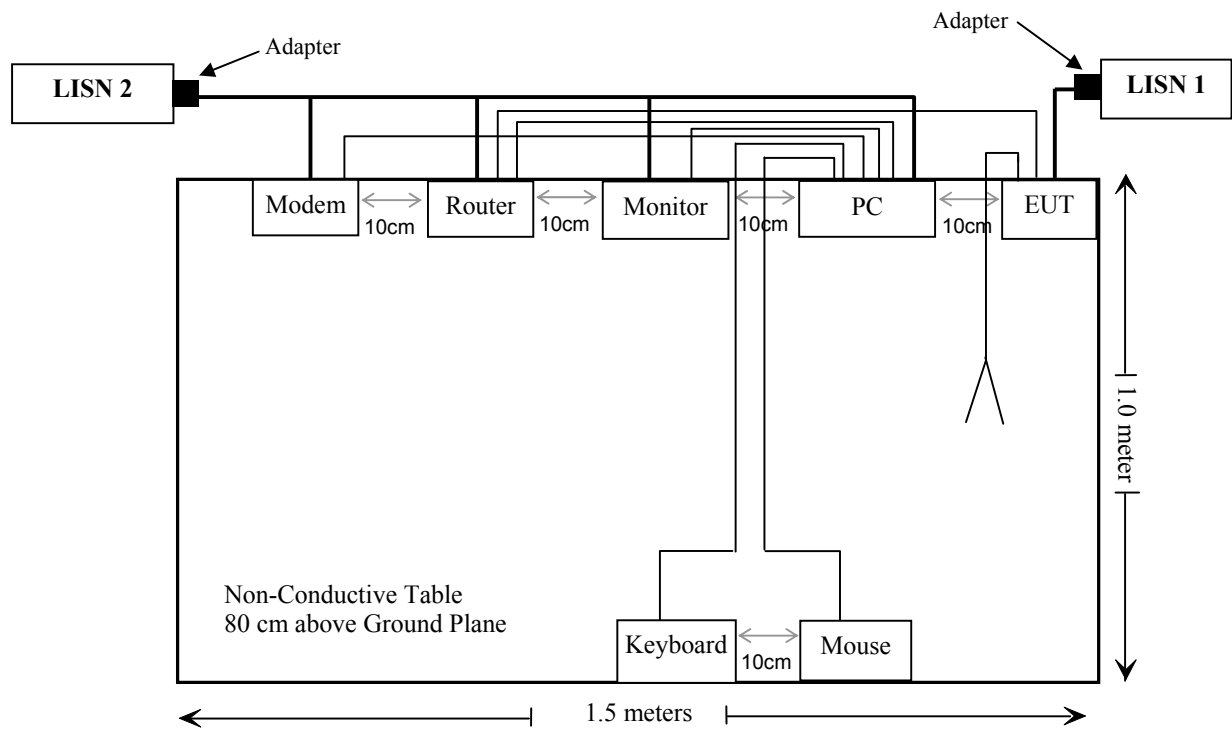 Adapter
Adapter
LISN 2
LISN 1
Modem
Router
Monitor
PC
EUT
10cm
10cm
10cm
10cm
1.0 meter
Non-Conductive Table
80 cm above Ground Plane
Keyboard
10cm
Mouse
1.5 meters